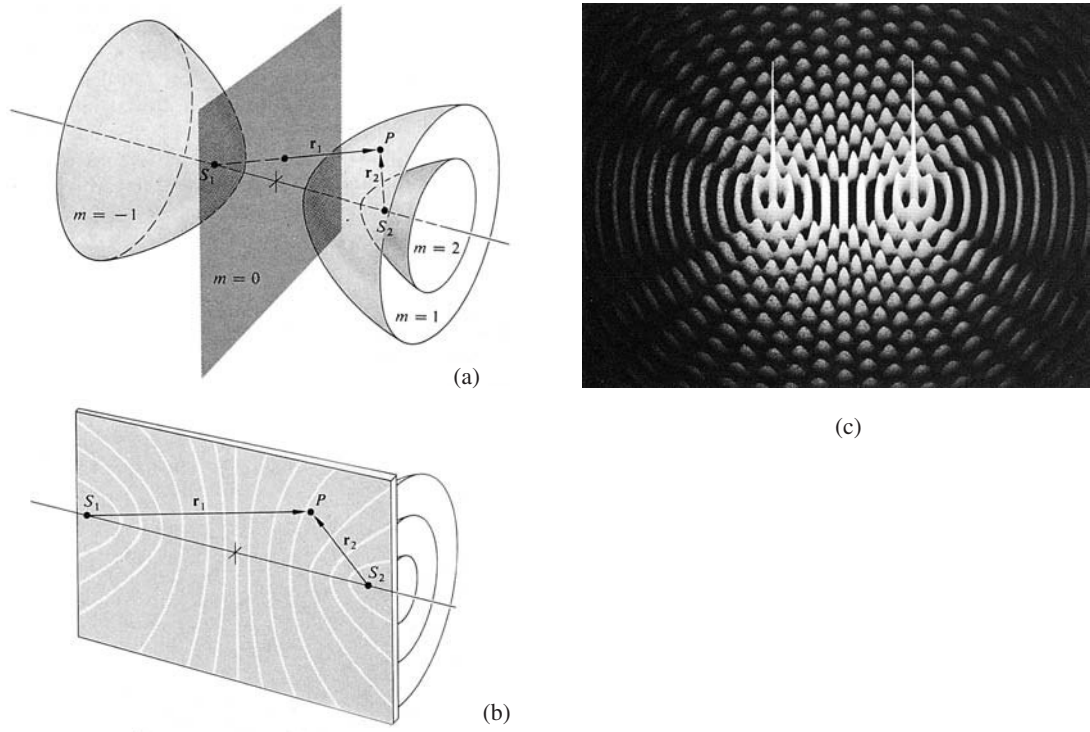 r₁
P
S₁
r₂
S₂
m = −1
m = 2
m = 0
m = 1
(a)
(c)
S₁
r₁
P
r₂
S₂
(b)